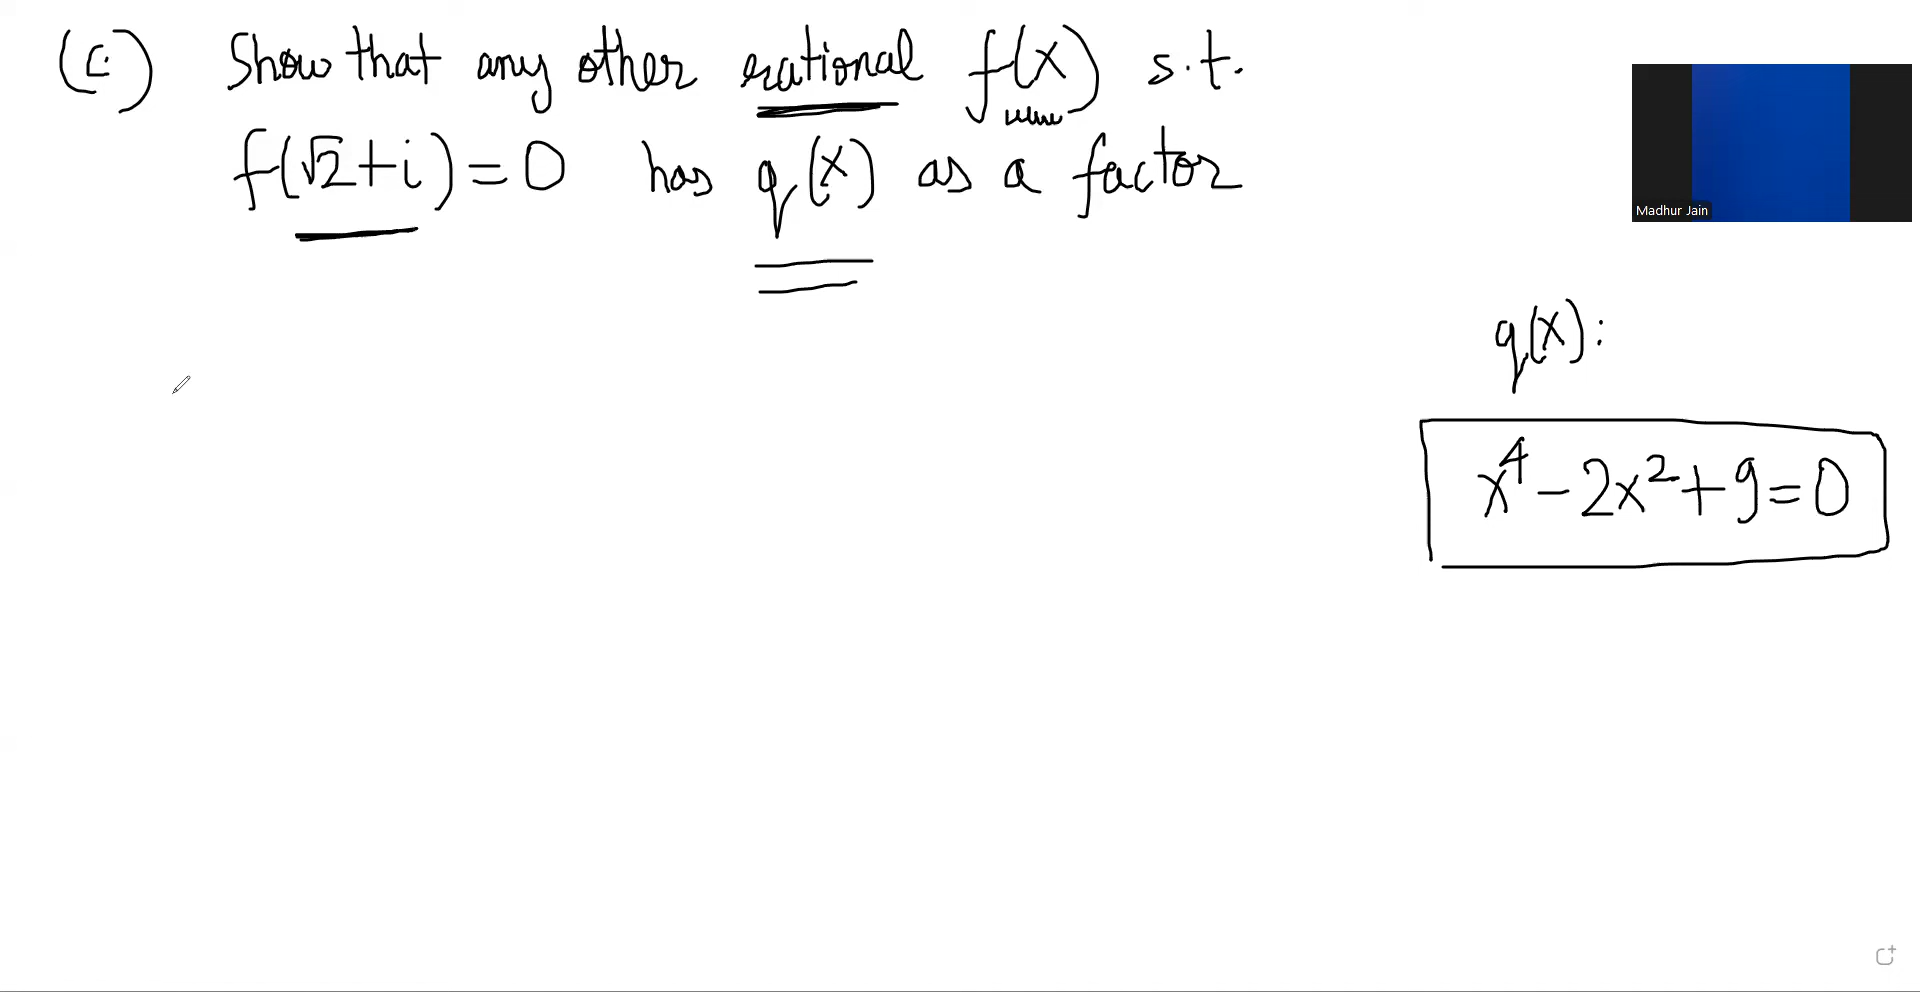 (c) Show that any other rational f(x) s.t.
f(√2+i)=0 has q(x) as a factor
Madhur Jain
q(x):
x⁴-2x²+9=0